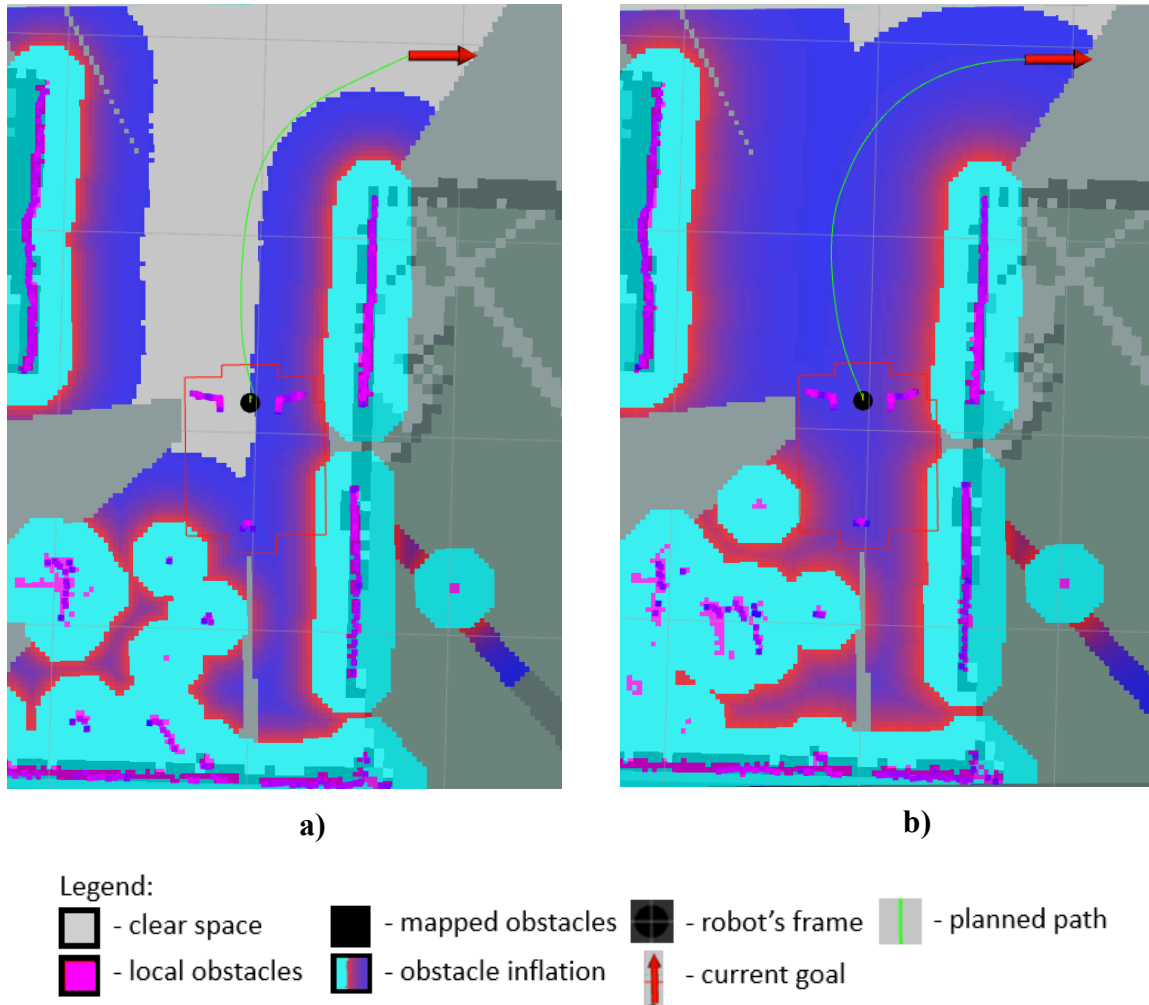 a)
b)
Legend:
- clear space
- mapped obstacles
- robot's frame
- planned path
- local obstacles
- obstacle inflation
- current goal